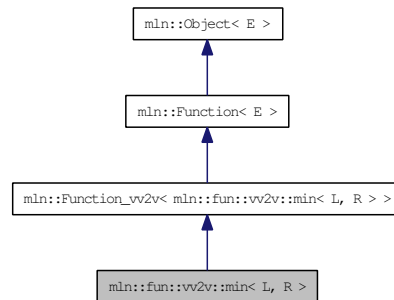 mln::Object< E >
mln::Function< E >
mln::Function_vv2v< mln::fun::vv2v::min< L, R > >
mln::fun::vv2v::min< L, R >